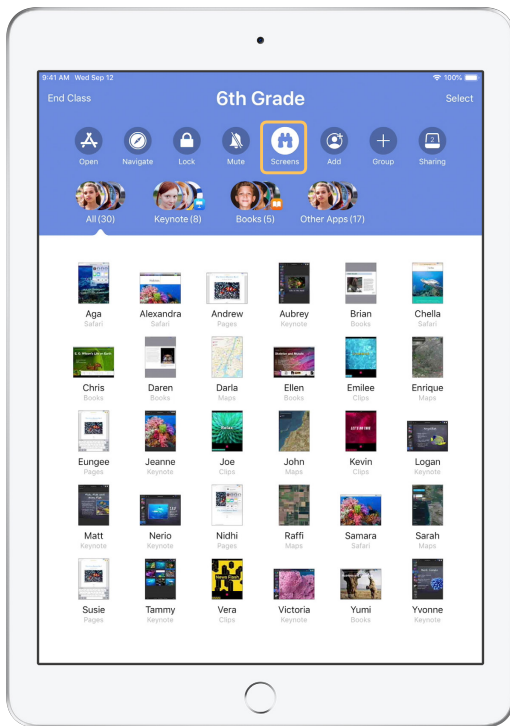 9:41 AM Wed Sep 12
100%
End Class
6th Grade
Select
Open
Navigate
Lock
Mute
Screens
Add
Group
Sharing
2
All (30)
Keynote (8)
Books (5)
Other Apps (17)
Aga
Alexandra
Andrew
Aubrey
Brian
Chella
Safari
Safari
Pages
Keynote
Books
Safari
Chris
Daren
Darla
Ellen
Emilee
Enrique
Books
Books
Maps
Books
Clips
Maps
Eungee
Jeanne
Joe
John
Kevin
Logan
Pages
Keynote
Clips
Maps
Clips
Keynote
Matt
Nerio
Nidhi
Raffi
Samara
Sarah
Keynote
Keynote
Pages
Maps
Safari
Maps
News Flash
Susie
Tammy
Vera
Victoria
Yumi
Yvonne
Pages
Keynote
Clips
Keynote
Books
Keynote